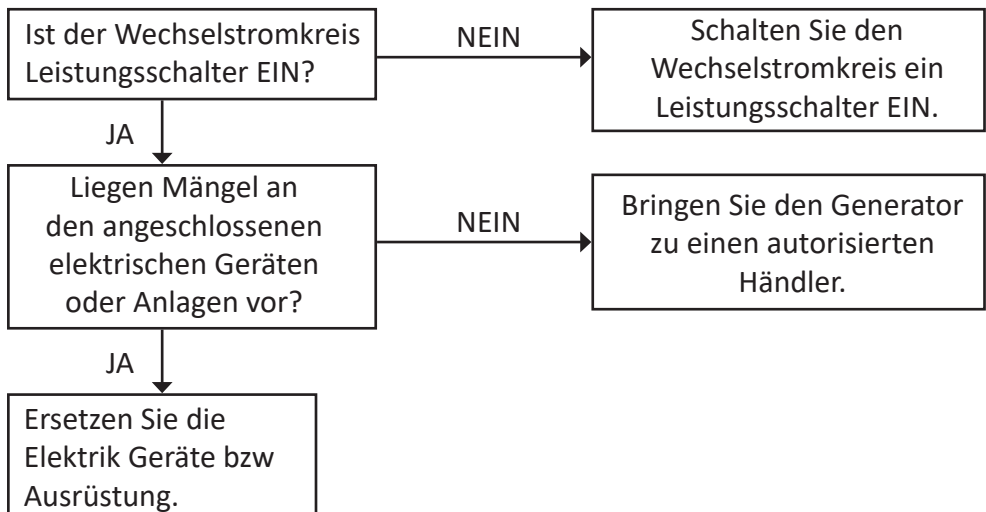 Ist der Wechselstromkreis
Leistungsschalter EIN?
NEIN
Schalten Sie den
Wechselstromkreis ein
Leistungsschalter EIN.
JA
Liegen Mängel an
den angeschlossenen
elektrischen Geräten
oder Anlagen vor?
NEIN
Bringen Sie den Generator
zu einen autorisierten
Händler.
JA
Ersetzen Sie die
Elektrik Geräte bzw
Ausrüstung.